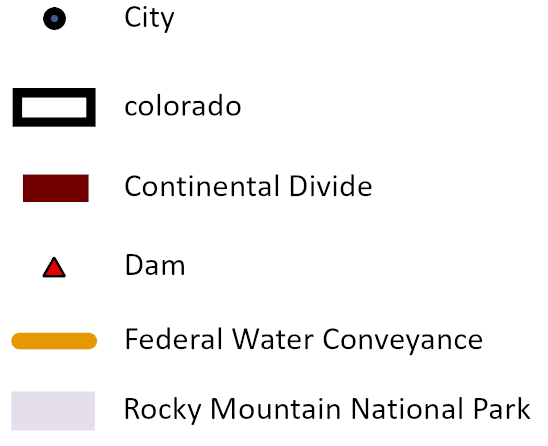 City
colorado
Continental Divide
Dam
Federal Water Conveyance
Rocky Mountain National Park